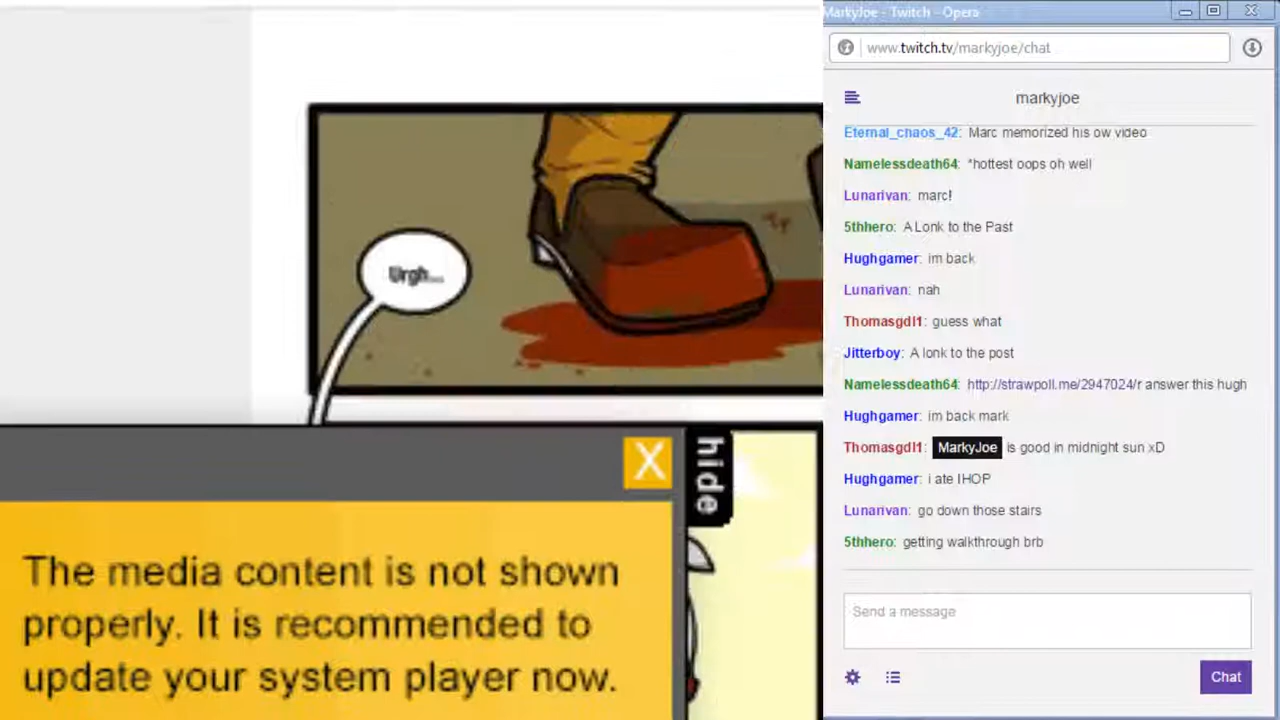 Urgh...
X
hide
The media content is not shown
properly. It is recommended to
update your system player now.
MarkyJoe - Twitch - Opera
www.twitch.tv/markyjoe/chat
markyjoe
Eternal_chaos_42: Marc memorized his ow video
Namelessdeath64: *hottest oops oh well
Lunarivan: marc!
5thhero: A Lonk to the Past
Hughgamer: im back
Lunarivan: nah
Thomasgdl1: guess what
Jitterboy: A lonk to the post
Namelessdeath64: http://strawpoll.me/2947024/r answer this hugh
Hughgamer: im back mark
Thomasgdl1: MarkyJoe is good in midnight sun xD
Hughgamer: i ate IHOP
Lunarivan: go down those stairs
5thhero: getting walkthrough brb
Send a message
Chat